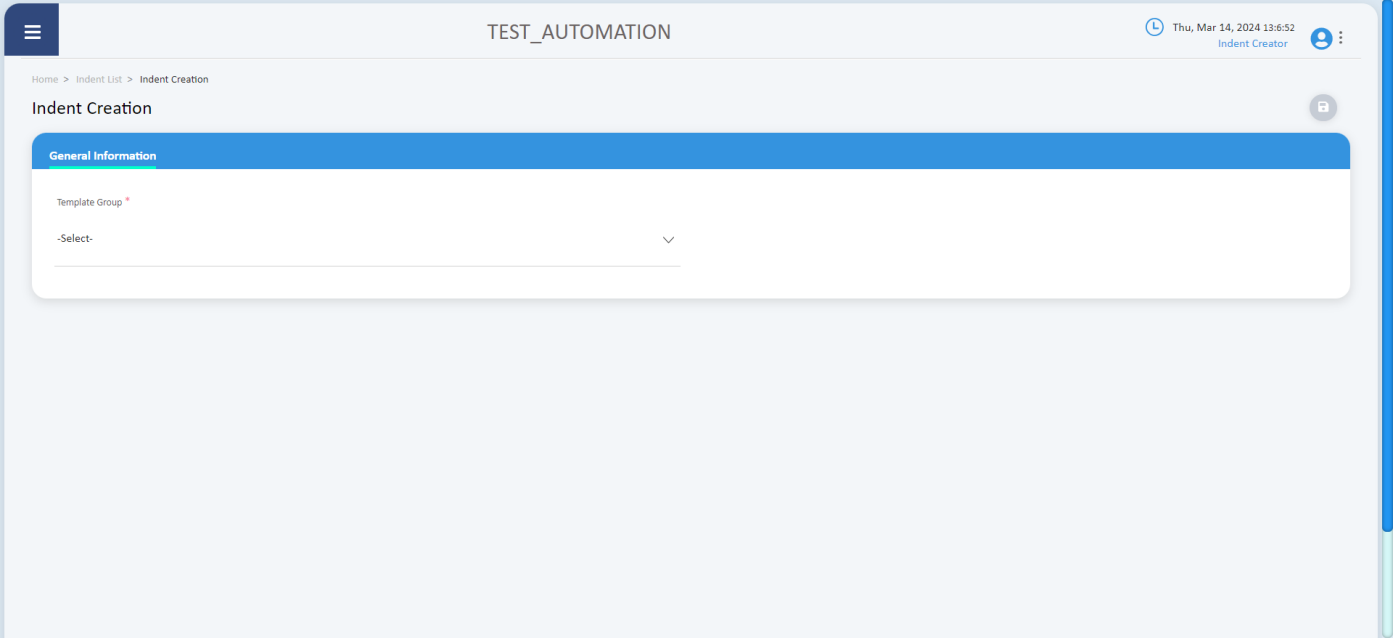 TEST_AUTOMATION
Thu, Mar 14, 2024 13:6:52
Indent Creator
Home > Indent List > Indent Creation
Indent Creation
General Information
Template Group *
-Select-